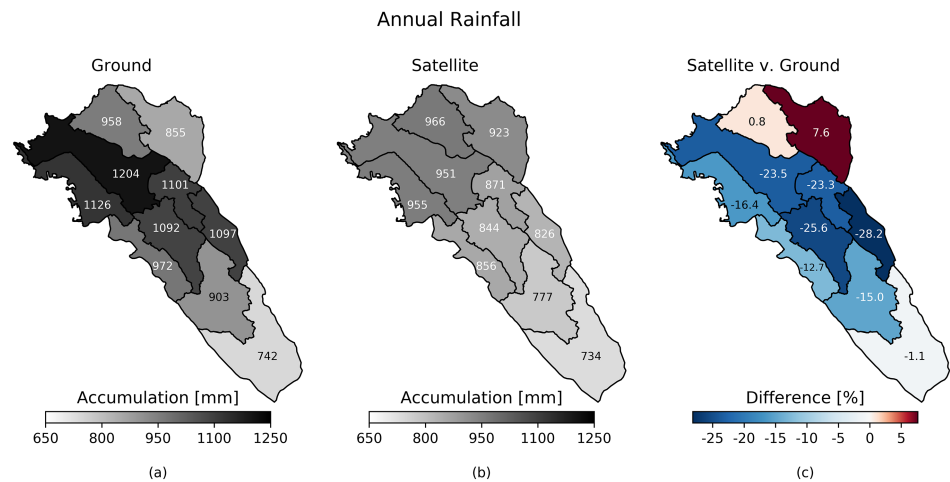 Annual Rainfall
Ground
Satellite
Satellite v. Ground
958
855
1204
1101
1126
1092
1097
972
903
742
966
923
951
871
955
844
826
856
777
734
0.8
7.6
-23.5
-23.3
-16.4
-25.6
-28.2
-12.7
-15.0
-1.1
Accumulation [mm]
650 800 950 1100 1250
Accumulation [mm]
650 800 950 1100 1250
Difference [%]
-25 -20 -15 -10 -5 0 5
(a)
(b)
(c)